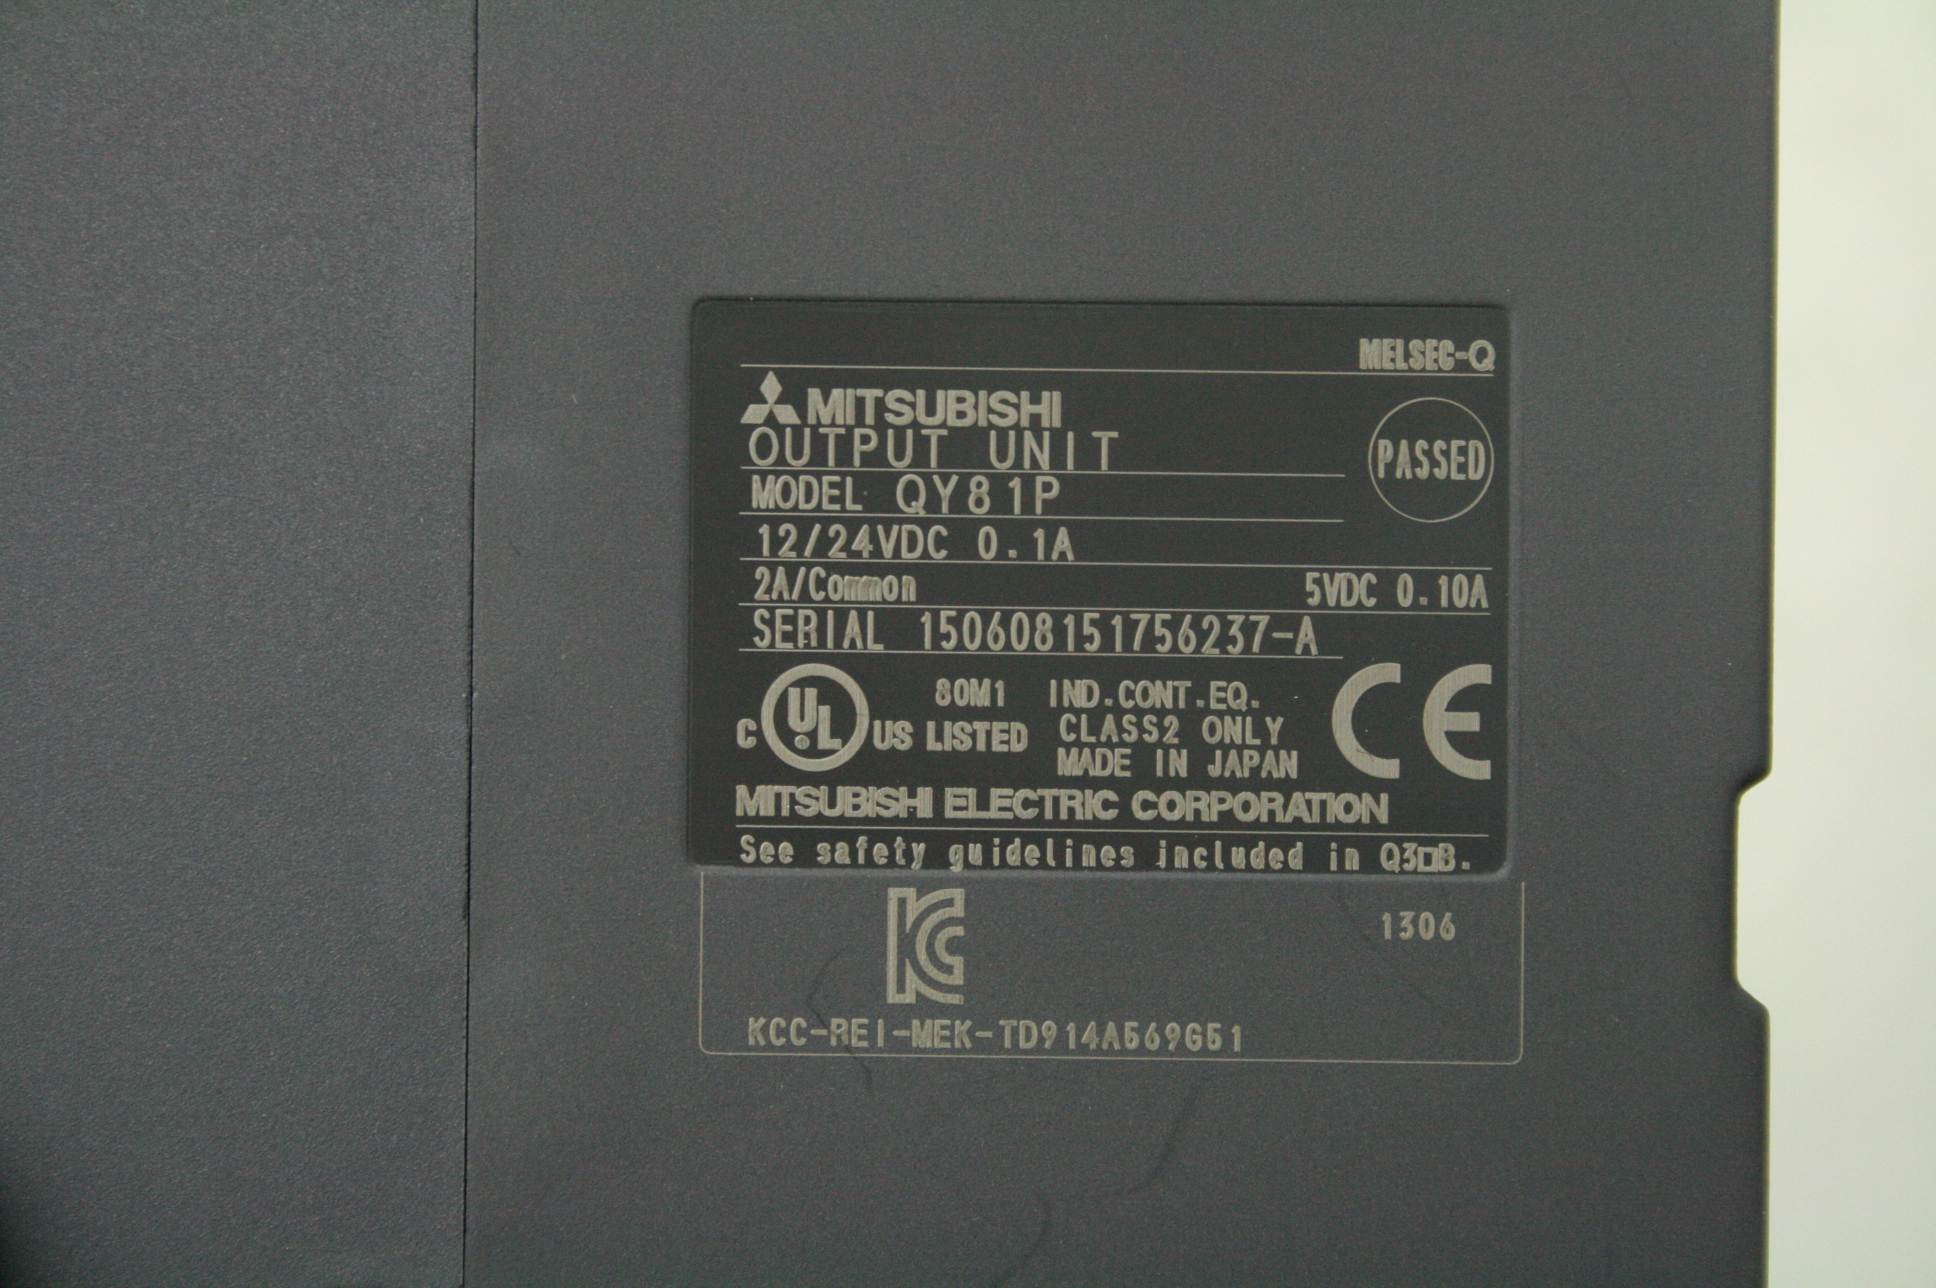 MELSEC-Q
MITSUBISHI
OUTPUT UNIT
PASSED
MODEL QY81P
12/24VDC 0.1A
2A/Common 5VDC 0.10A
SERIAL 150608151756237-A
C UL US LISTED 80M1 IND.CONT.EQ.
CLASS2 ONLY
MADE IN JAPAN
CE
MITSUBISHI ELECTRIC CORPORATION
See safety guidelines included in Q3□B.
KC
1306
KCC-REI-MEK-TD914A569G51